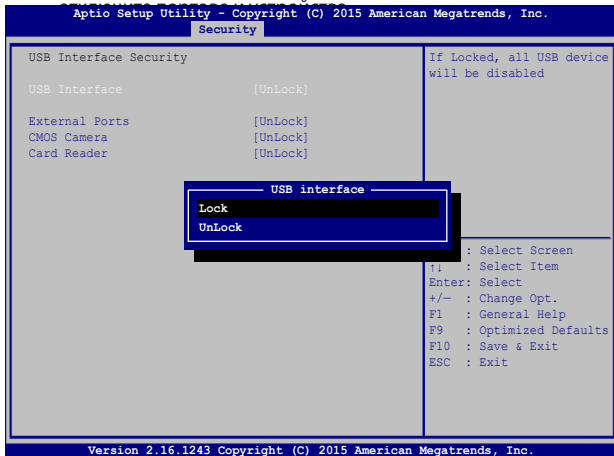 Aptio Setup Utility - Copyright (C) 2015 American Megatrends, Inc.
Security
USB Interface Security
USB Interface [UnLock]
External Ports [UnLock]
CMOS Camera [UnLock]
Card Reader [UnLock]
If Locked, all USB device
will be disabled
USB interface
Lock
UnLock
: Select Screen
↑↓ : Select Item
Enter: Select
+/— : Change Opt.
F1 : General Help
F9 : Optimized Defaults
F10 : Save & Exit
ESC : Exit
Version 2.16.1243 Copyright (C) 2015 American Megatrends, Inc.